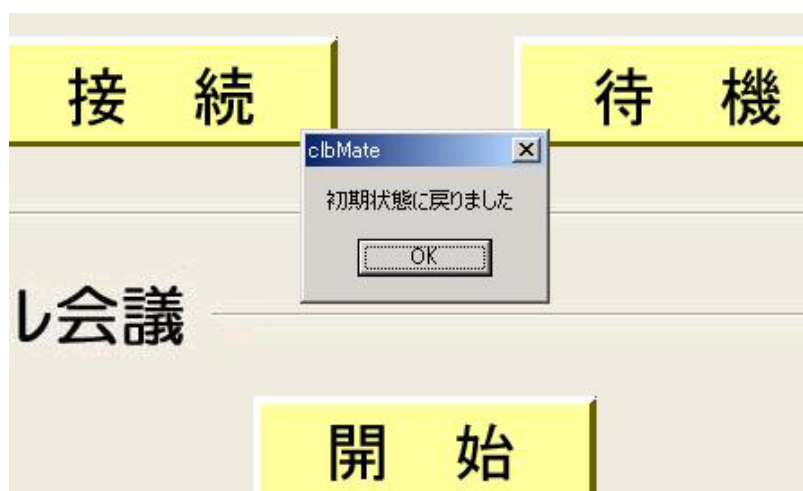 接 続
待 機
clbMate
初期状態に戻りました
OK
ル会議
開 始